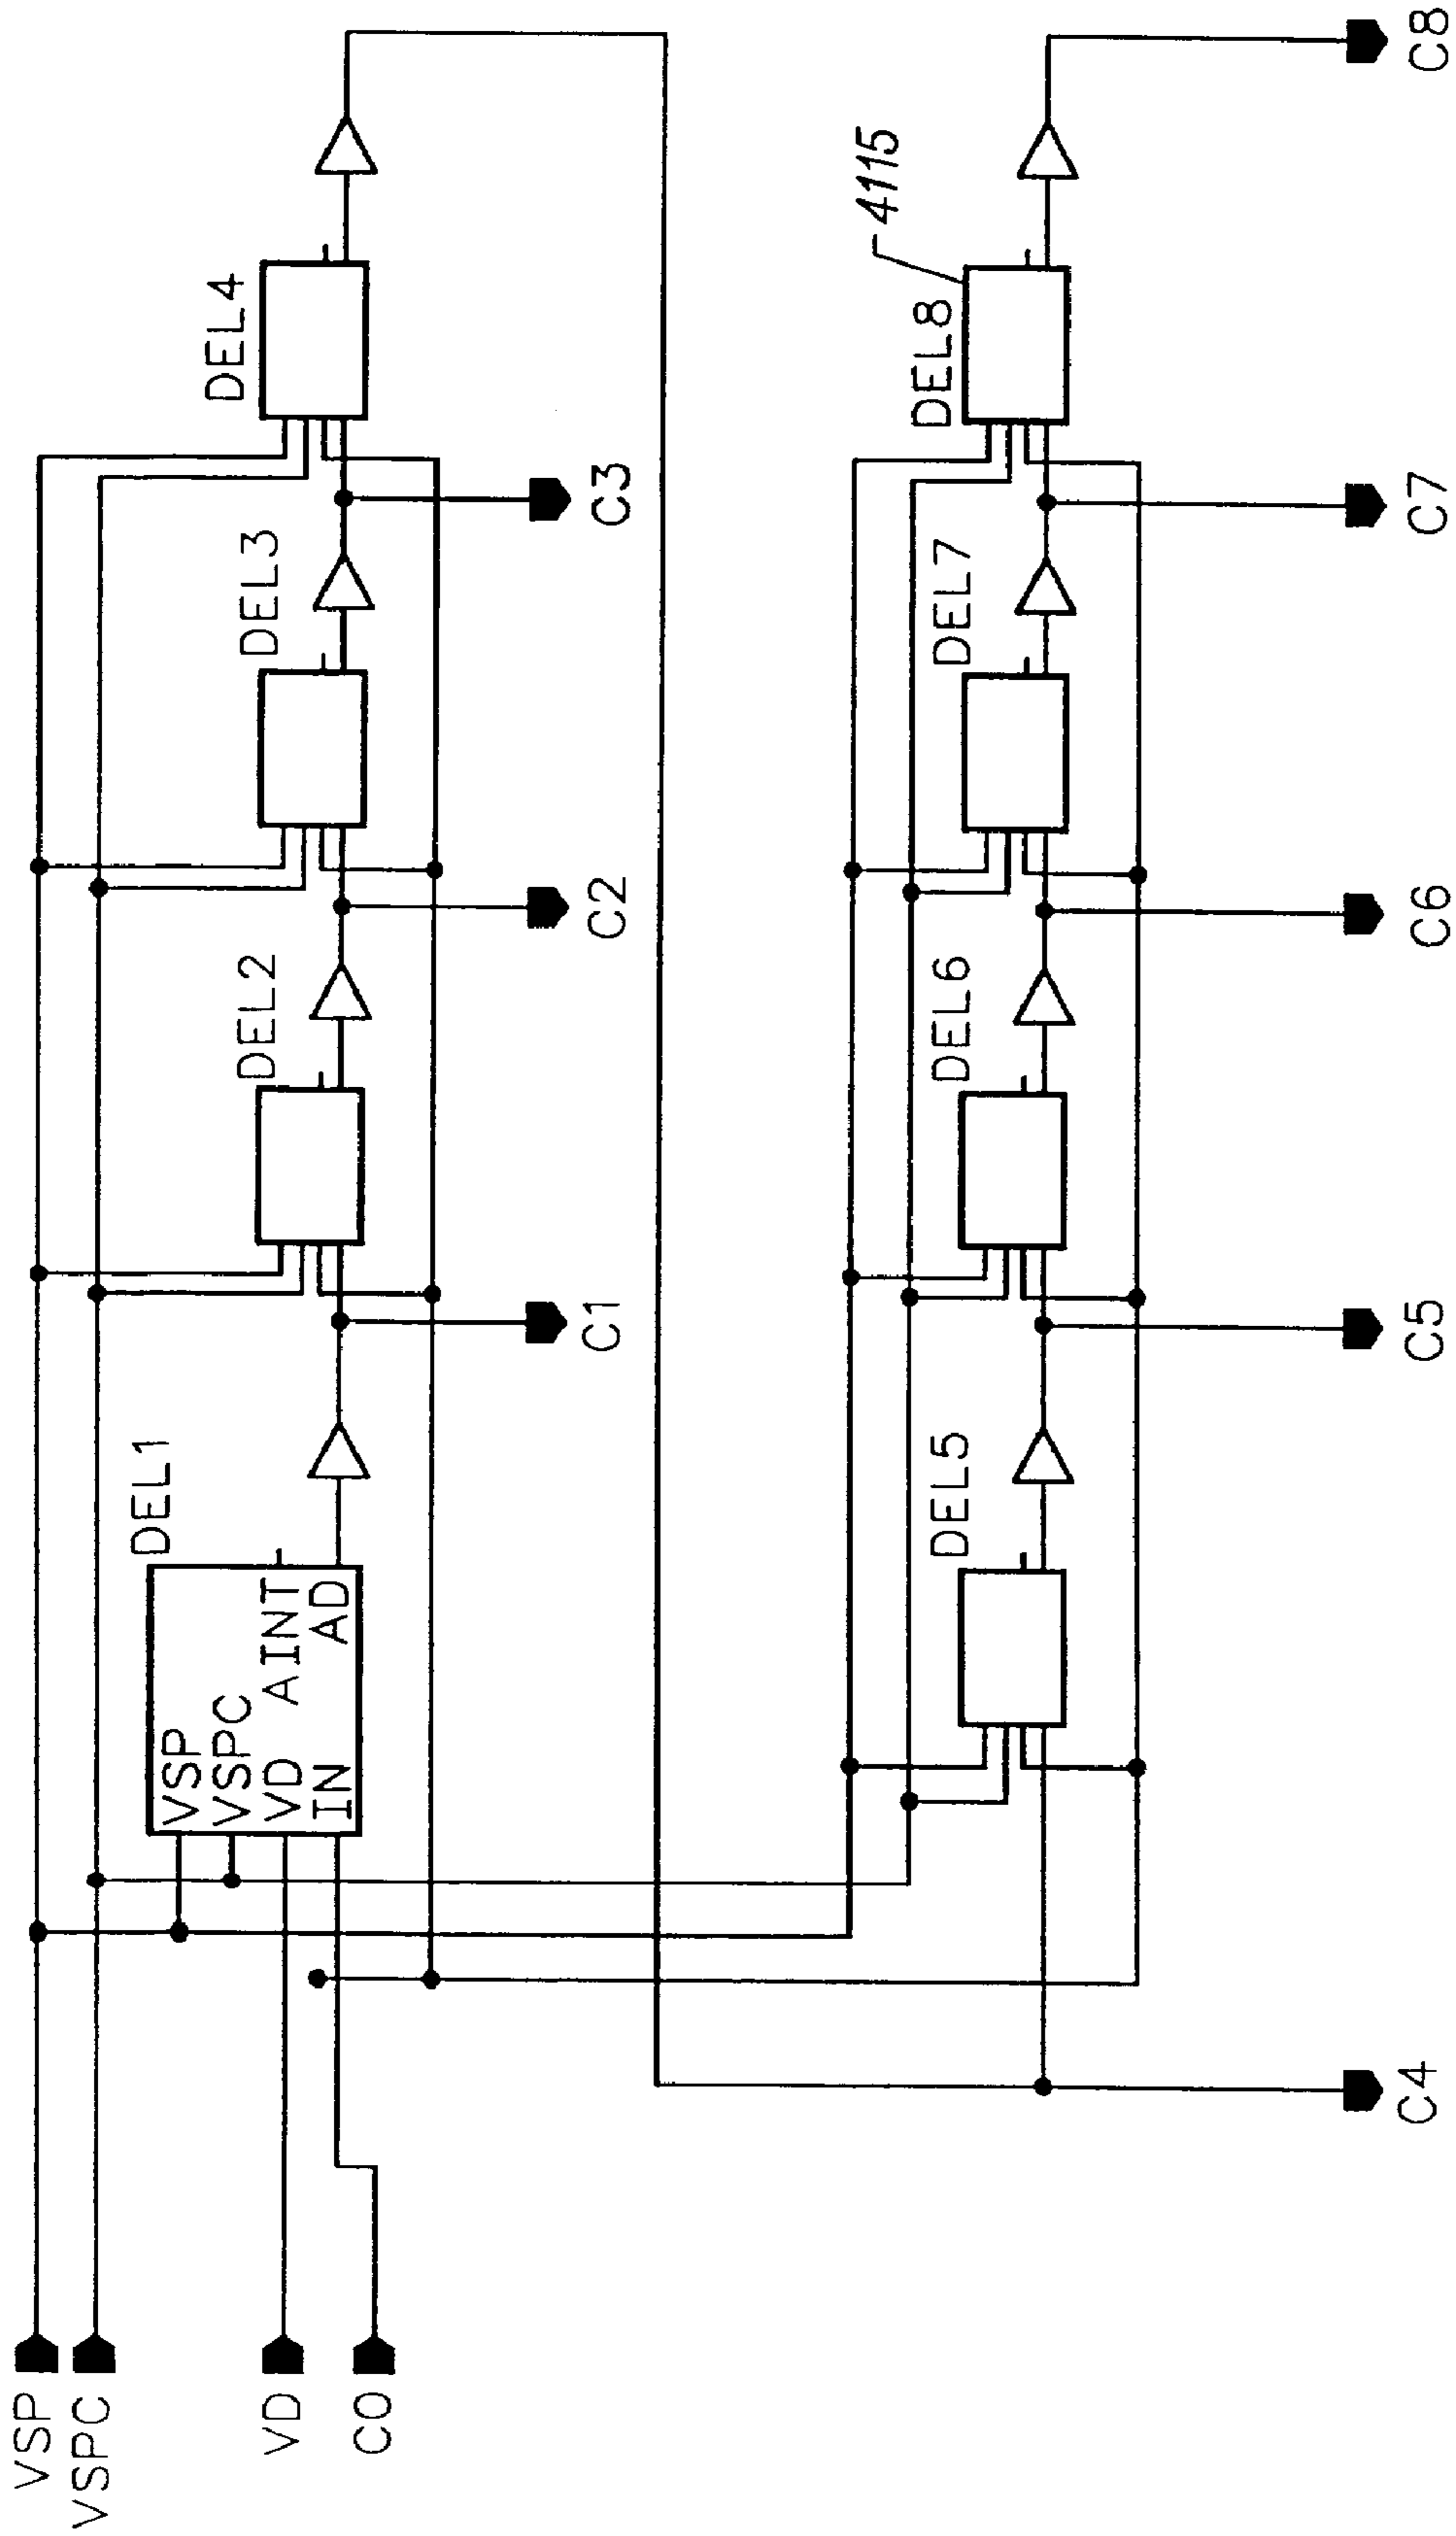 VSP
VSPC
VD
C0
DEL1
VSP
VSPC
VD
AINT
IN
AD
DEL2
DEL3
DEL4
C1
C2
C3
DEL5
DEL6
DEL7
DEL8
4115
C4
C5
C6
C7
C8